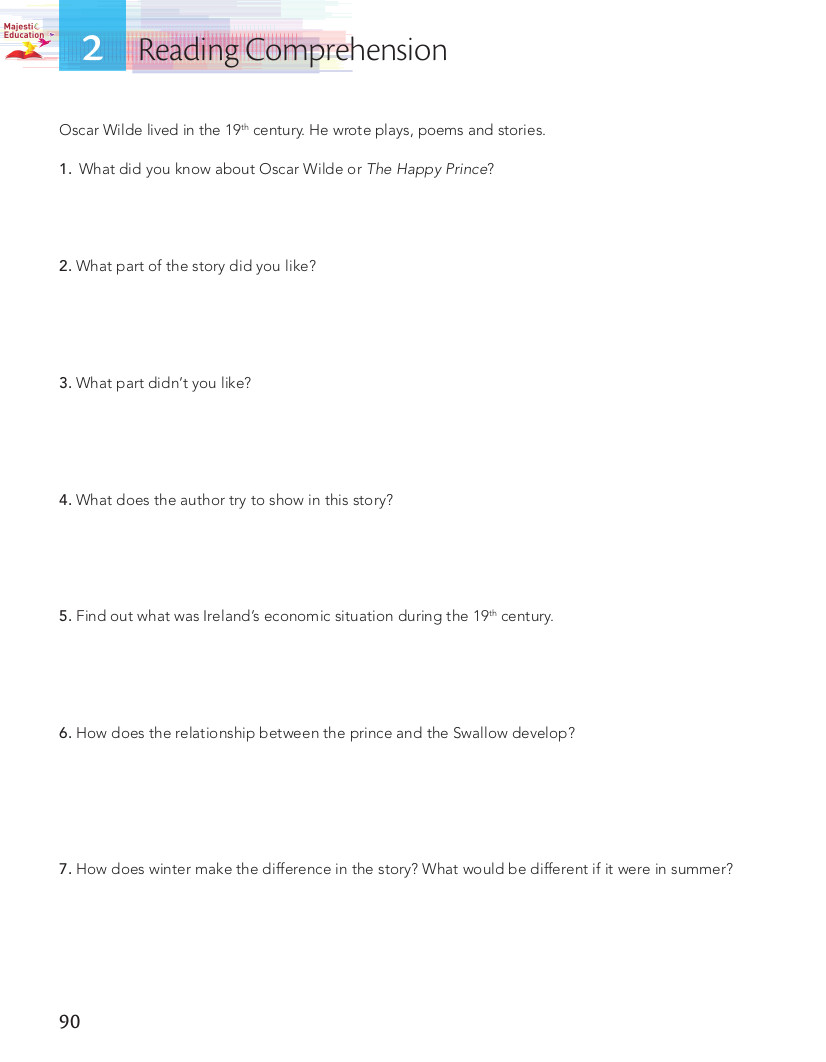 Majestic
Education
2 Reading Comprehension
Oscar Wilde lived in the 19th century. He wrote plays, poems and stories.
1. What did you know about Oscar Wilde or The Happy Prince?
2. What part of the story did you like?
3. What part didn’t you like?
4. What does the author try to show in this story?
5. Find out what was Ireland’s economic situation during the 19th century.
6. How does the relationship between the prince and the Swallow develop?
7. How does winter make the difference in the story? What would be different if it were in summer?
90